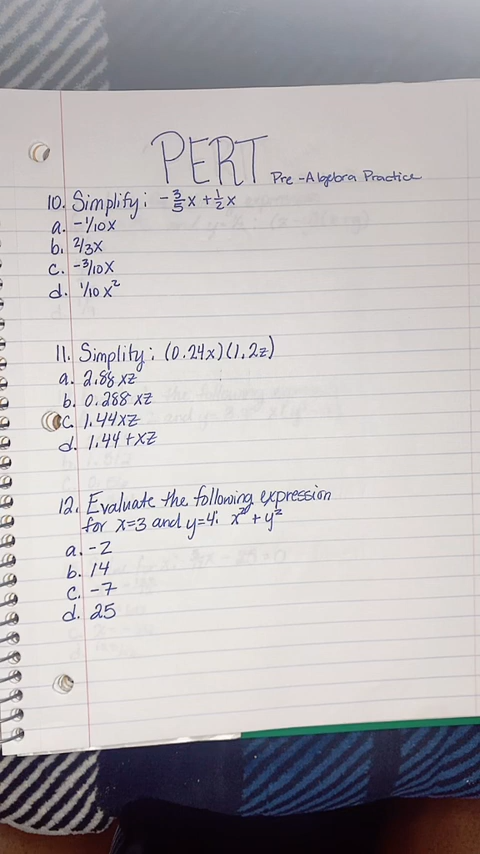 PERT
Pre-Algebra Practice
10. Simplify: -3/5x + 1/2x
a. -1/10x
b. 2/3x
c. -3/10x
d. 1/10x²
11. Simplify: (0.24x)(1.2z)
a. 2.88xz
b. 0.288xz
c. 1.44xz
d. 1.44+xz
12. Evaluate the following expression
for x=3 and y=4: x² + y²
a. -2
b. 14
c. -7
d. 25